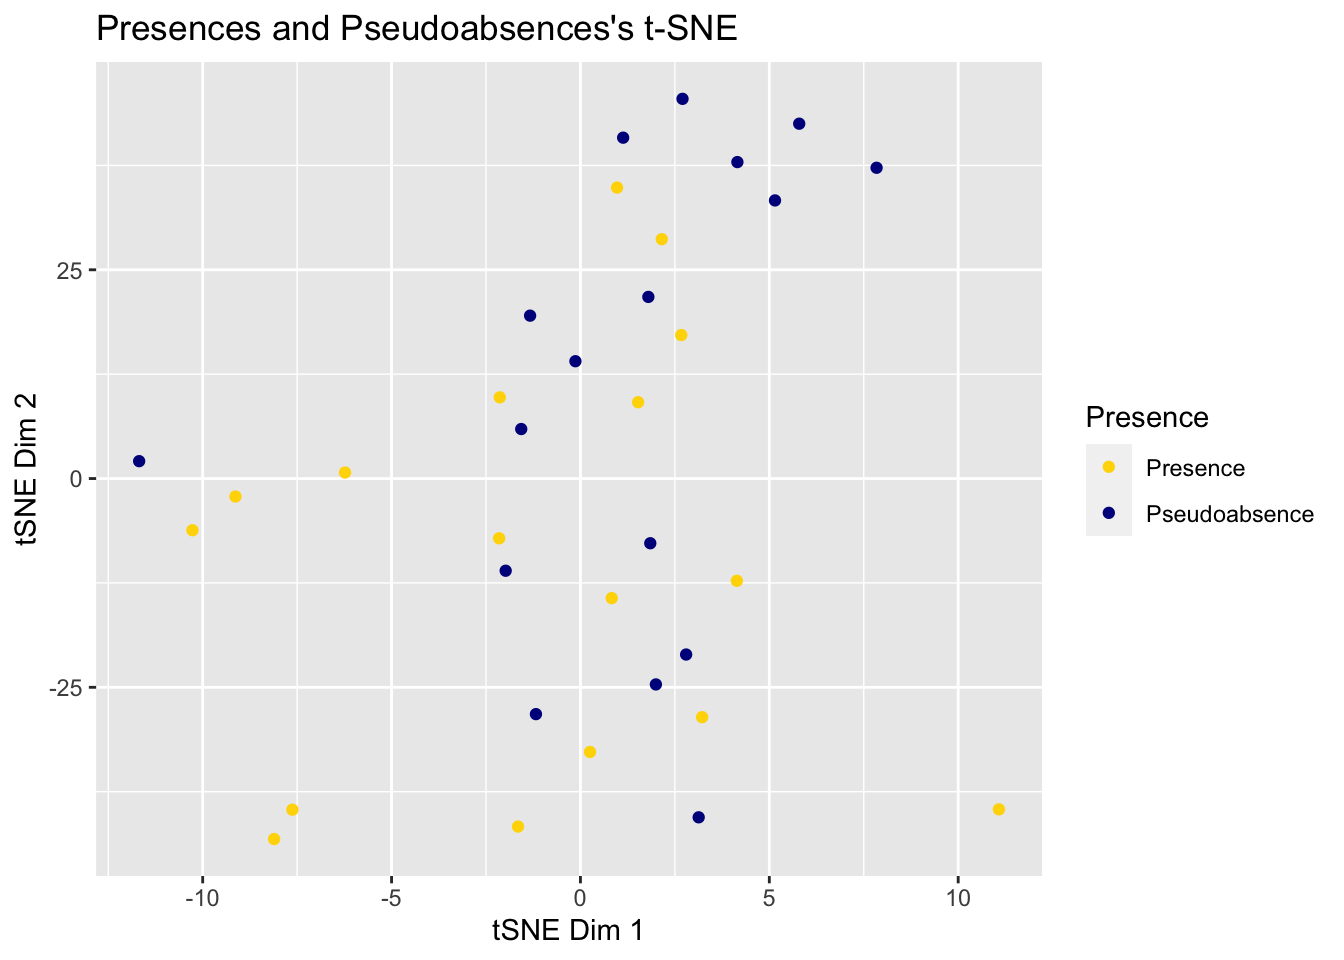 Presences and Pseudoabsences's t-SNE
tSNE Dim 2
25
0
-25
-10
-5
0
5
10
tSNE Dim 1
Presence
Presence
Pseudoabsence